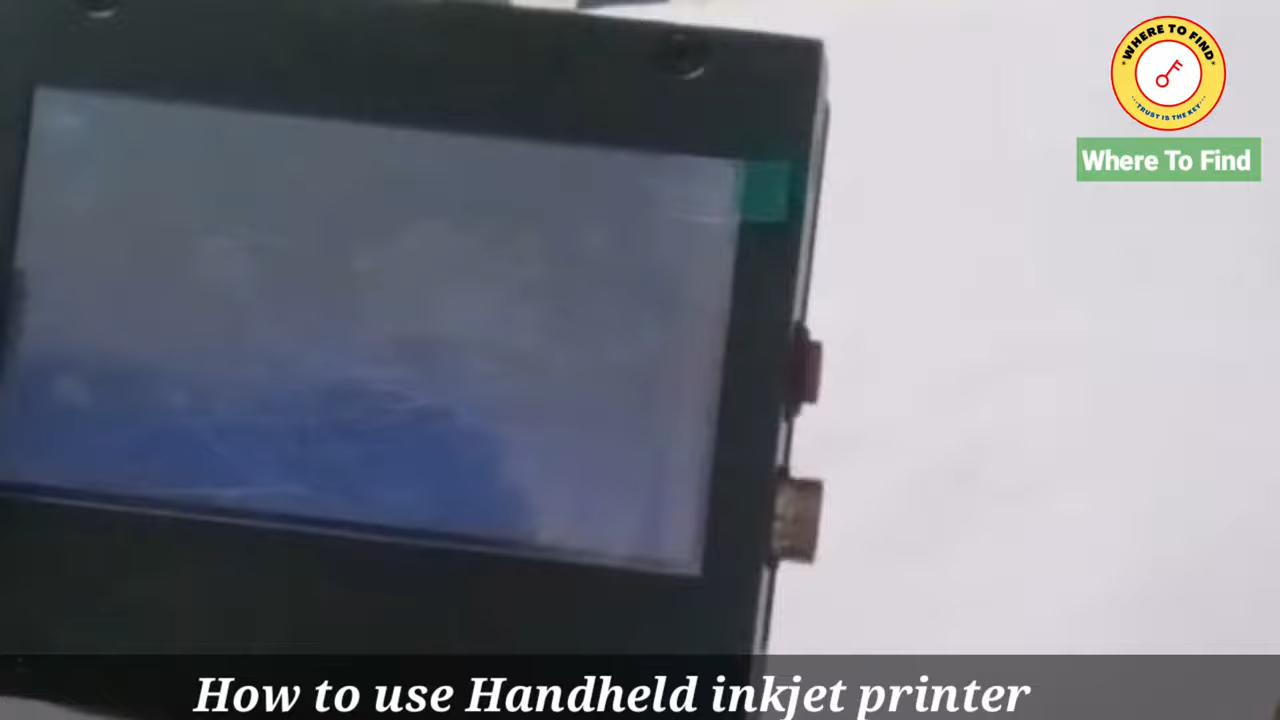 WHERE TO FIND
TRUST IS THE KEY
Where To Find
How to use Handheld inkjet printer